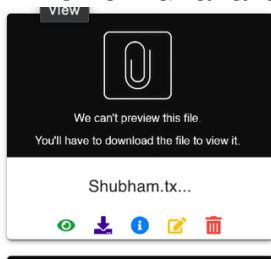 View
We can't preview this file.
You'll have to download the file to view it.
Shubham.tx...